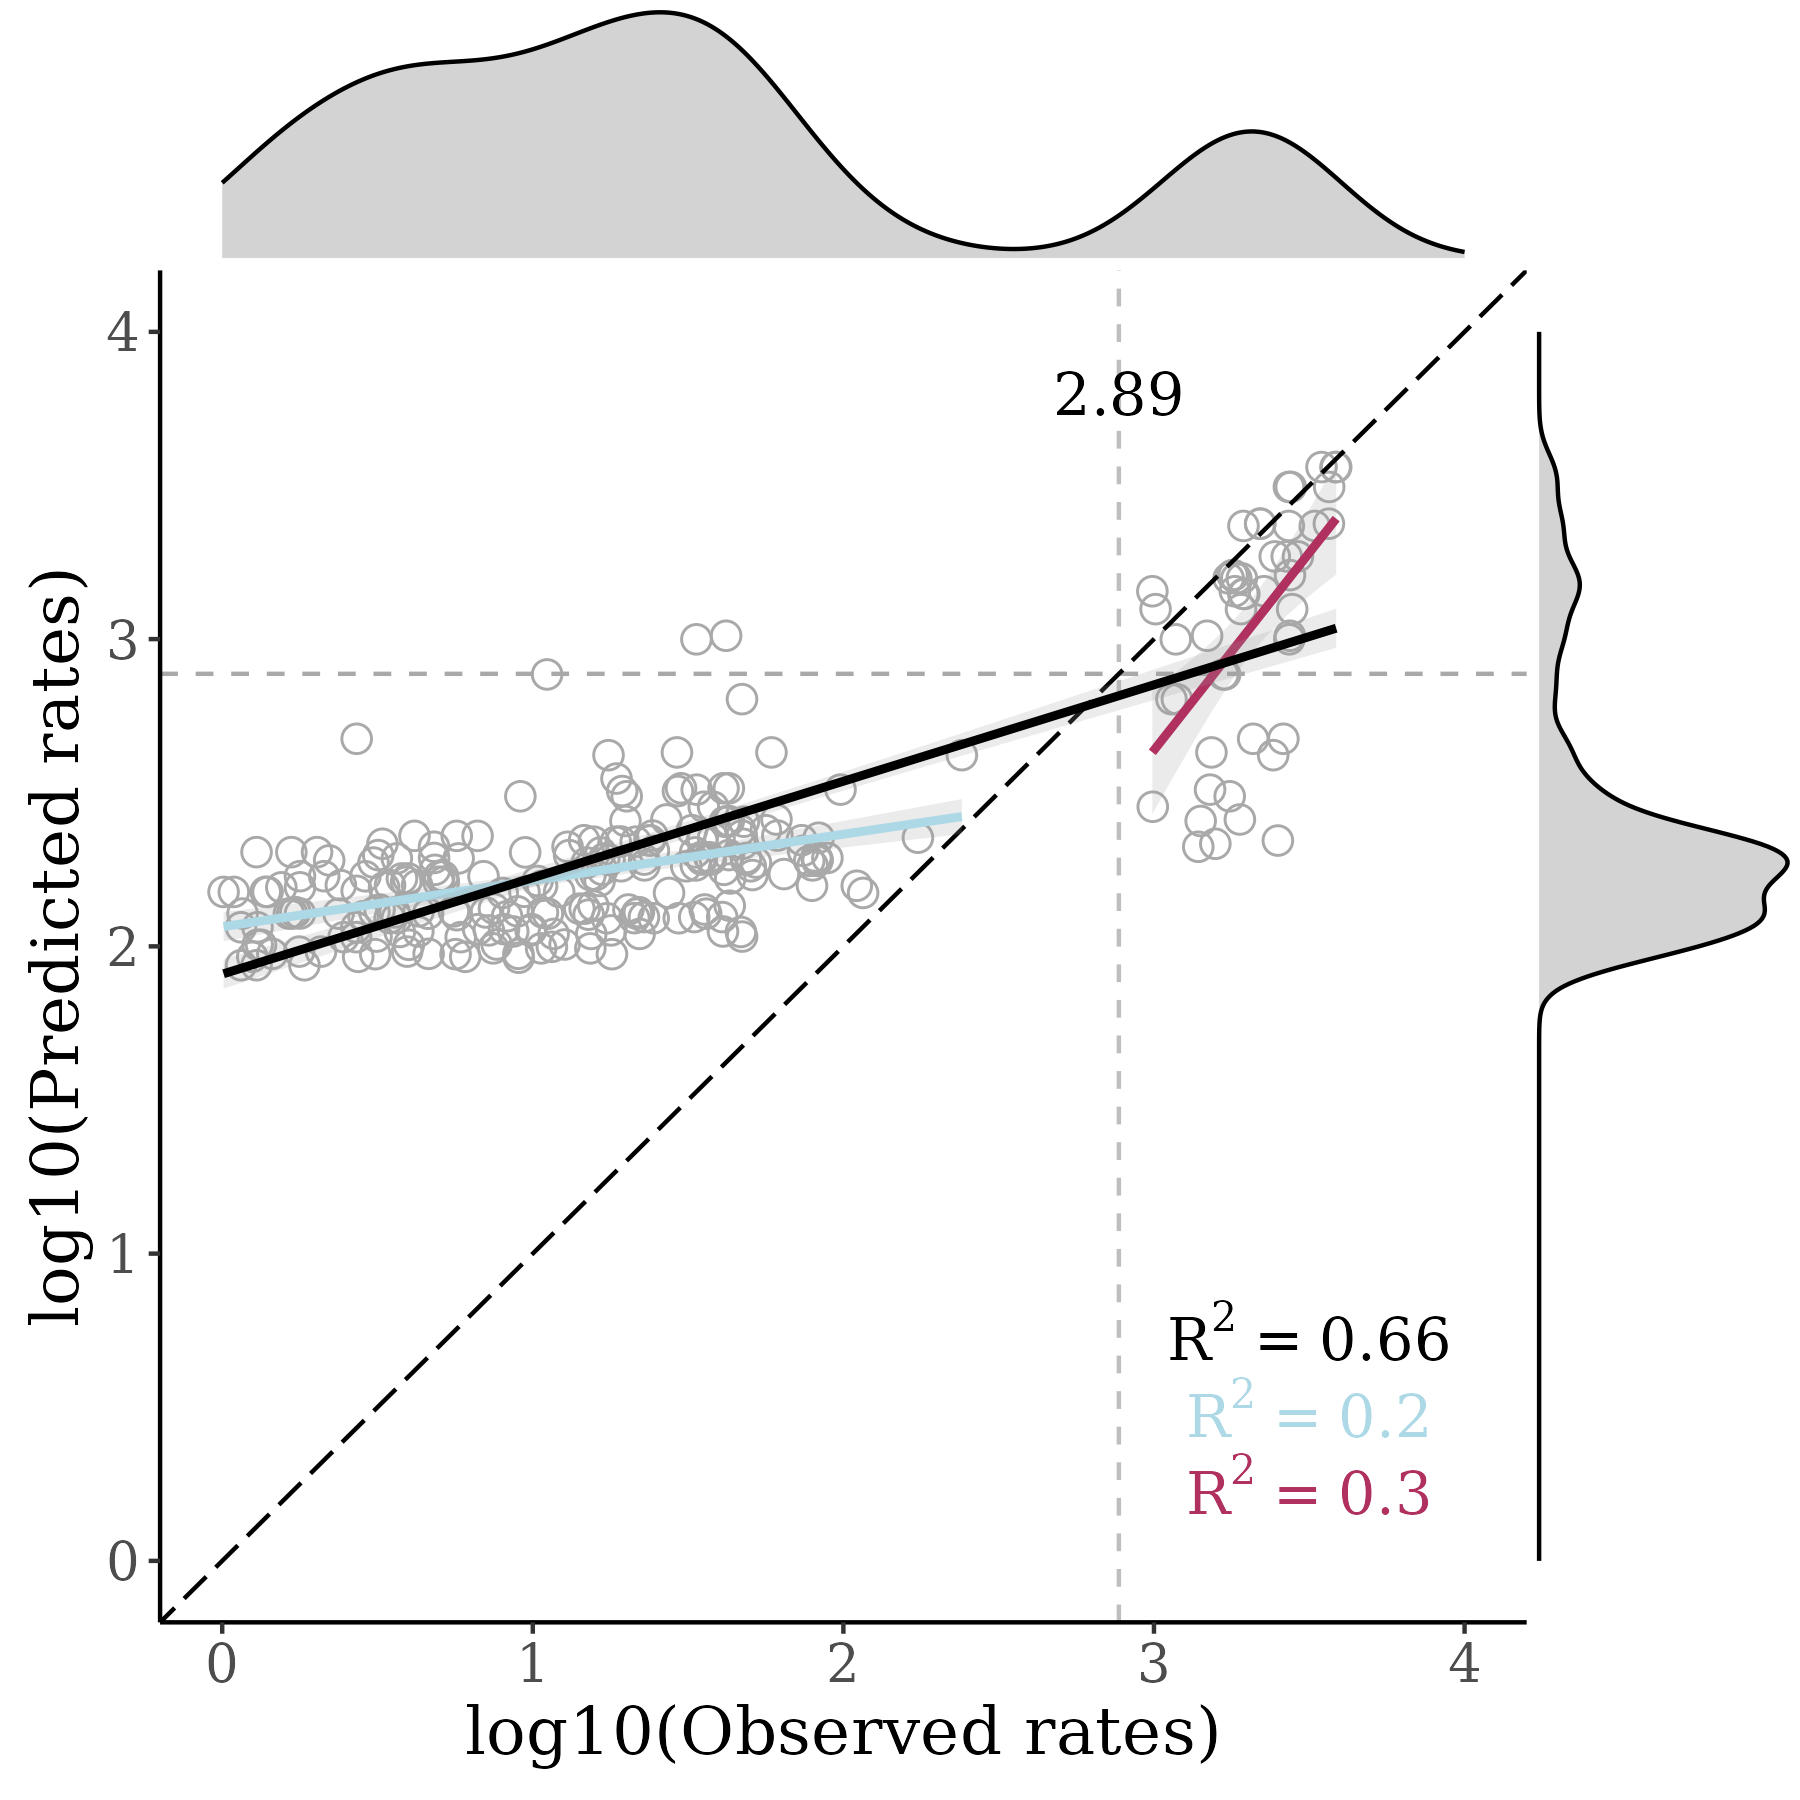 4
3
2
1
0
log10(Predicted rates)
2.89
R² = 0.66
R² = 0.2
R² = 0.3
0 1 2 3 4
log10(Observed rates)